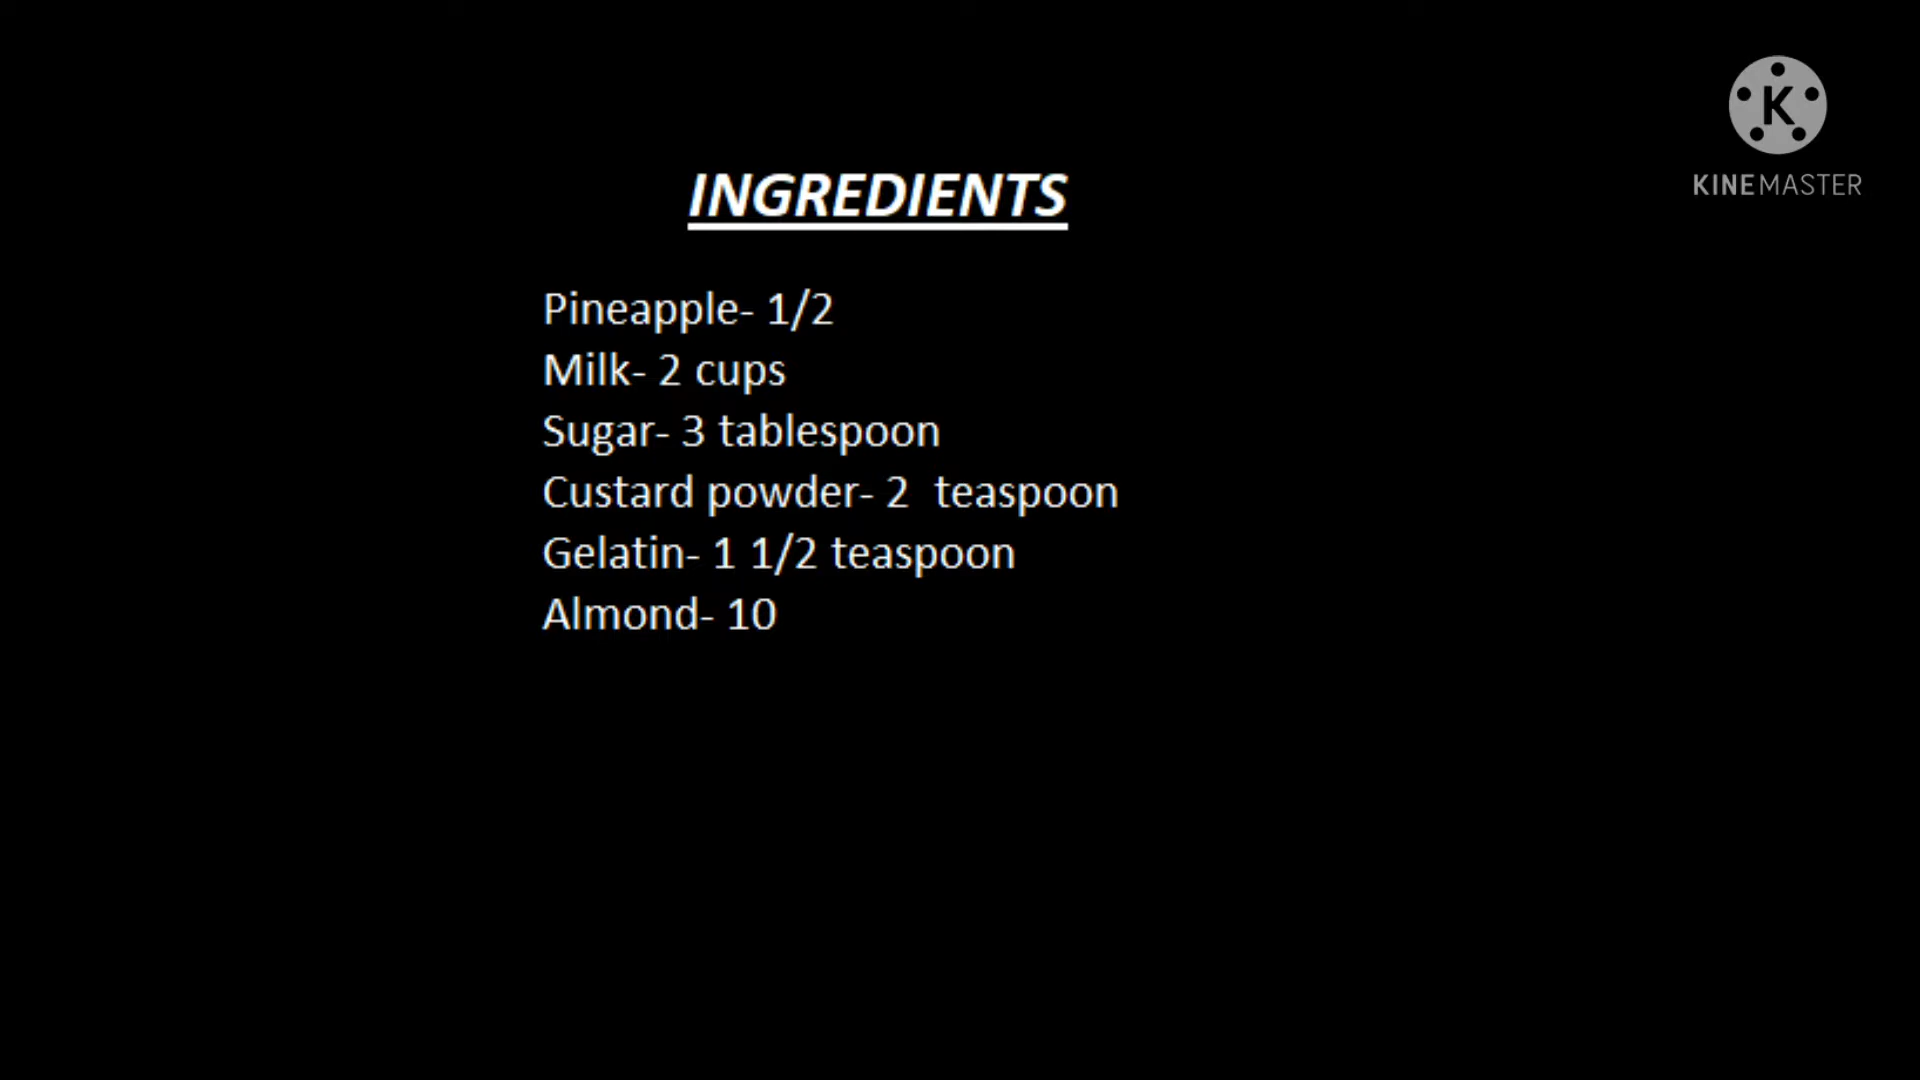 K
KINEMASTER
INGREDIENTS
Pineapple- 1/2
Milk- 2 cups
Sugar- 3 tablespoon
Custard powder- 2  teaspoon
Gelatin- 1 1/2 teaspoon
Almond- 10